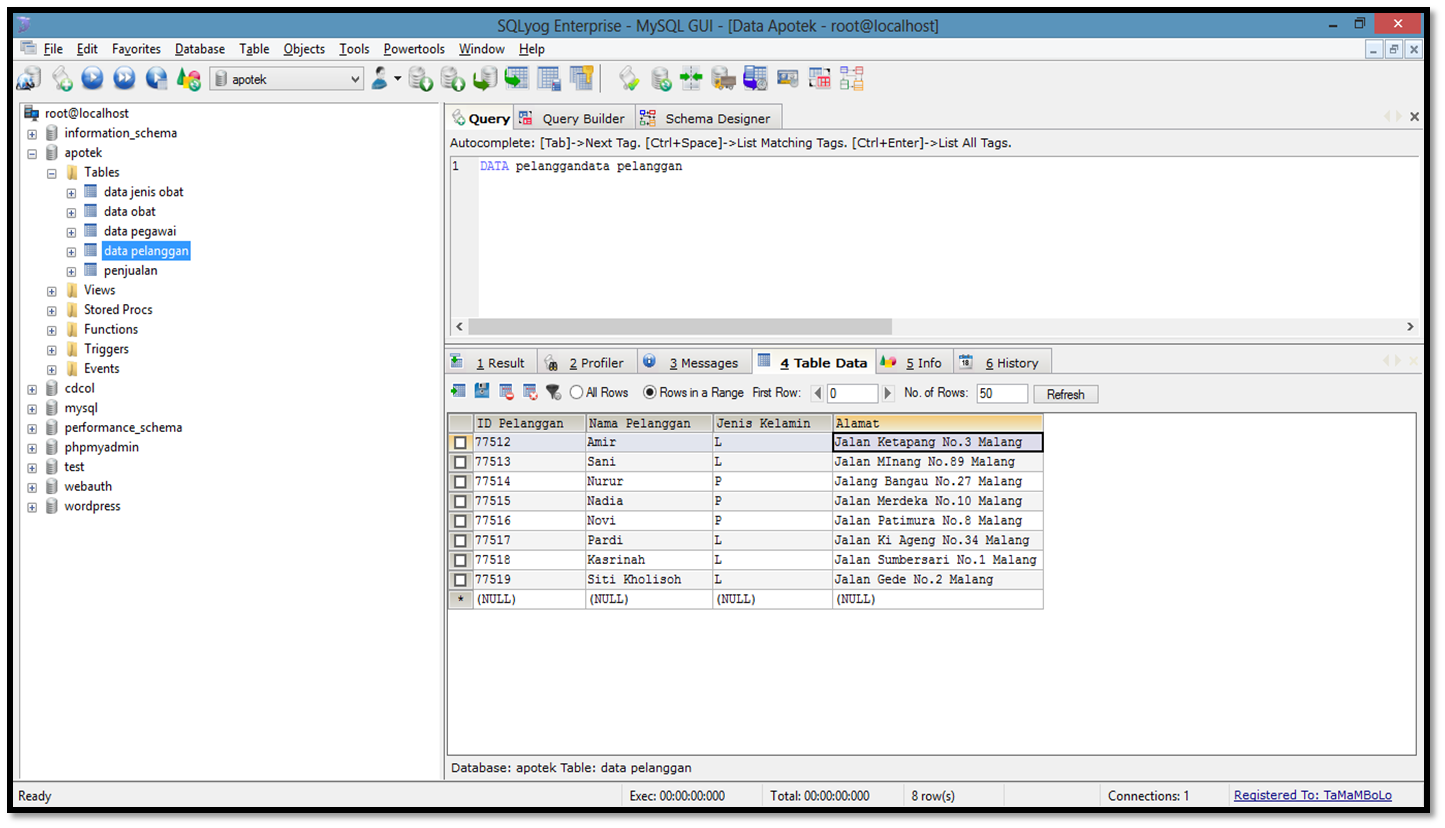 SQLyog Enterprise - MySQL GUI - [Data Apotek - root@localhost]
File Edit Favorites Database Table Objects Tools Powertools Window Help
apotek
root@localhost
information_schema
apotek
Tables
data jenis obat
data obat
data pegawai
data pelanggan
penjualan
Views
Stored Procs
Functions
Triggers
Events
cdcol
mysql
performance_schema
phpmyadmin
test
webauth
wordpress
Query Query Builder Schema Designer
Autocomplete: [Tab]->Next Tag. [Ctrl+Space]->List Matching Tags. [Ctrl+Enter]->List All Tags.
1 DATA pelanggandata pelanggan
1 Result 2 Profiler 3 Messages 4 Table Data 5 Info 18 6 History
All Rows Rows in a Range First Row: 0 No. of Rows: 50 Refresh
ID Pelanggan Nama Pelanggan Jenis Kelamin Alamat
77512 Amir L Jalan Ketapang No.3 Malang
77513 Sani L Jalan MInang No.89 Malang
77514 Nurur P Jalang Bangau No.27 Malang
77515 Nadia P Jalan Merdeka No.10 Malang
77516 Novi P Jalan Patimura No.8 Malang
77517 Pardi L Jalan Ki Ageng No.34 Malang
77518 Kasrinah L Jalan Sumbersari No.1 Malang
77519 Siti Kholisoh L Jalan Gede No.2 Malang
* (NULL) (NULL) (NULL) (NULL)
Database: apotek Table: data pelanggan
Ready Exec: 00:00:00:000 Total: 00:00:00:000 8 row(s) Connections: 1 Registered To: TaMaMBoLo